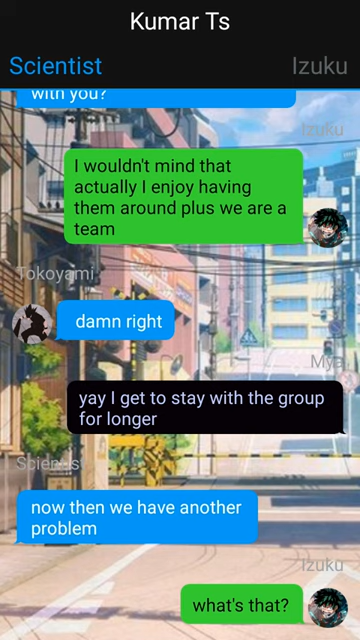 Kumar Ts
Scientist
Izuku
with you?
Izuku
I wouldn't mind that
actually I enjoy having
them around plus we are a
team
Tokoyami
damn right
Mya
yay I get to stay with the group
for longer
Scientist
now then we have another
problem
Izuku
what's that?